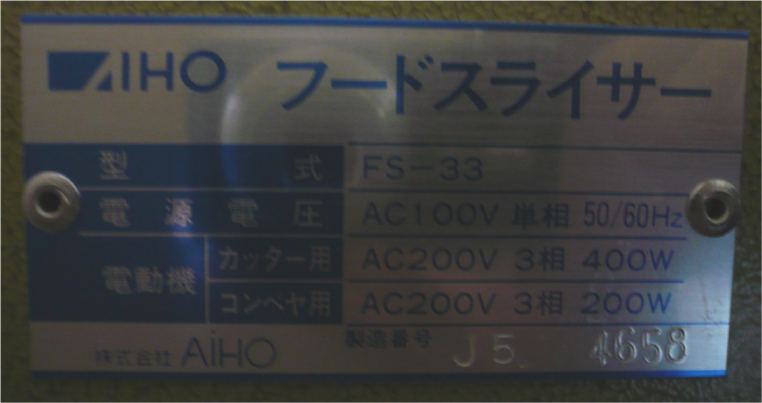 AIHO フードスライサー
型式 FS-33
電源電圧 AC100V 単相 50/60Hz
電動機 カッター用 AC200V 3相 400W
コンベヤ用 AC200V 3相 200W
株式会社 AiHO 製造番号 J5 4658